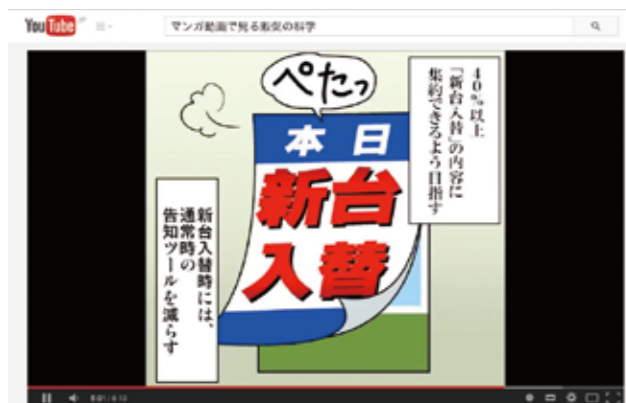 YouTube JP
マンガ動画で見る販促の科学
40%以上
「新台入替」の内容に
集約できるよう目指す
ぺたっ
本日
新台
入替
新台入替時には、
通常時の
告知ツールを減らす